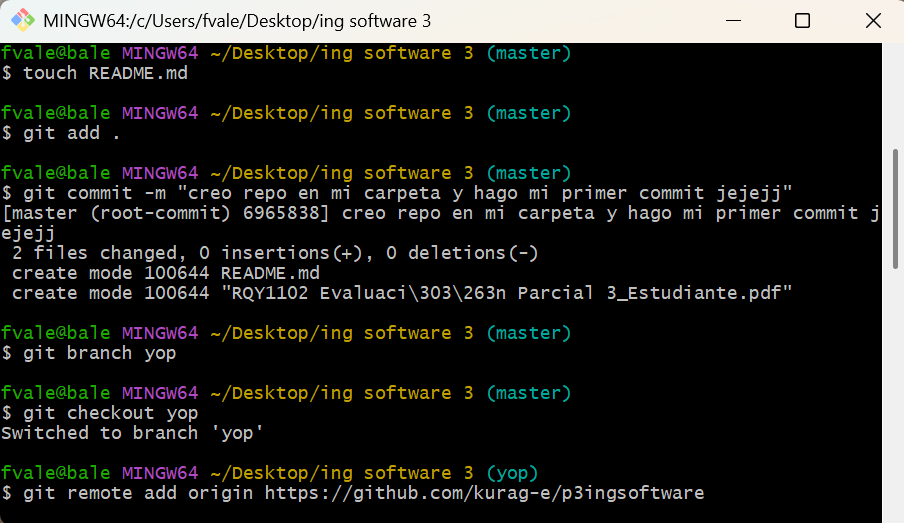 MINGW64:/c/Users/fvale/Desktop/ing software 3
fvale@bale MINGW64 ~/Desktop/ing software 3 (master)
$ touch README.md
fvale@bale MINGW64 ~/Desktop/ing software 3 (master)
$ git add .
fvale@bale MINGW64 ~/Desktop/ing software 3 (master)
$ git commit -m "creo repo en mi carpeta y hago mi primer commit jejejj"
[master (root-commit) 6965838] creo repo en mi carpeta y hago mi primer commit j
ejejj
 2 files changed, 0 insertions(+), 0 deletions(-)
 create mode 100644 README.md
 create mode 100644 "RQY1102 Evaluaci\303\263n Parcial 3_Estudiante.pdf"
fvale@bale MINGW64 ~/Desktop/ing software 3 (master)
$ git branch yop
fvale@bale MINGW64 ~/Desktop/ing software 3 (master)
$ git checkout yop
Switched to branch 'yop'
fvale@bale MINGW64 ~/Desktop/ing software 3 (yop)
$ git remote add origin https://github.com/kurag-e/p3ingsoftware